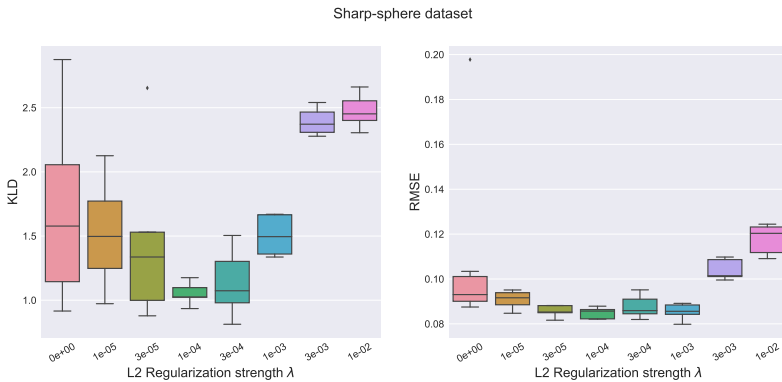 Sharp-sphere dataset
KLD
2.5
2.0
1.5
1.0
0e+00
1e-05
3e-05
1e-04
3e-04
1e-03
3e-03
1e-02
L2 Regularization strength λ
RMSE
0.20
0.18
0.16
0.14
0.12
0.10
0.08
0e+00
1e-05
3e-05
1e-04
3e-04
1e-03
3e-03
1e-02
L2 Regularization strength λ